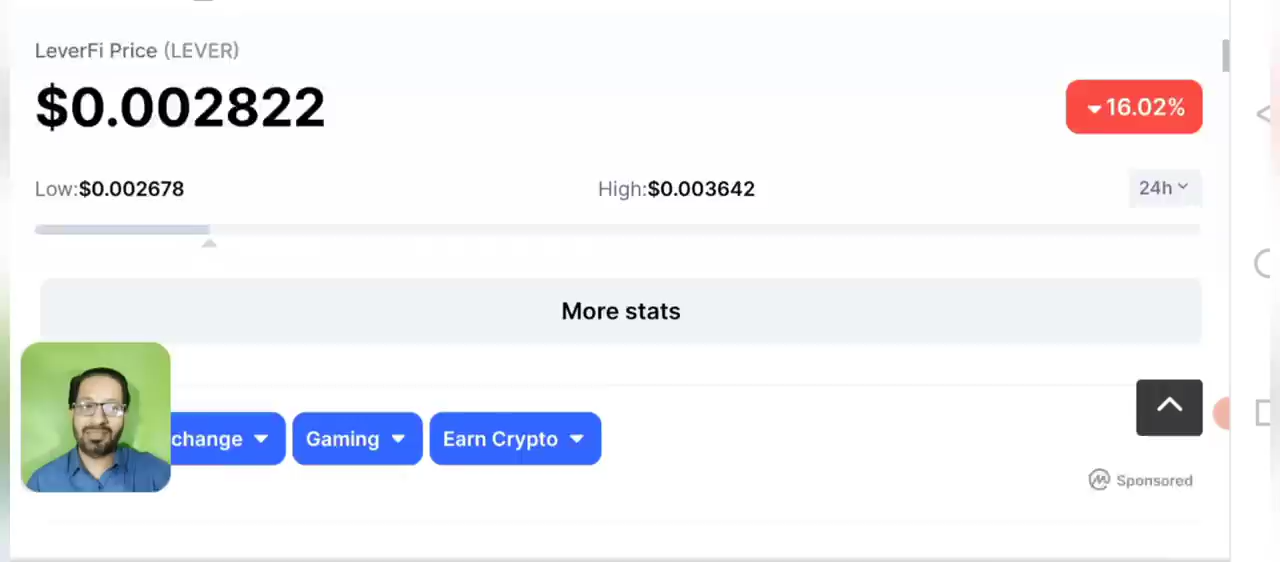 LeverFi Price (LEVER)
$0.002822
16.02%
Low:$0.002678 High:$0.003642 24h
More stats
change Gaming Earn Crypto
Sponsored